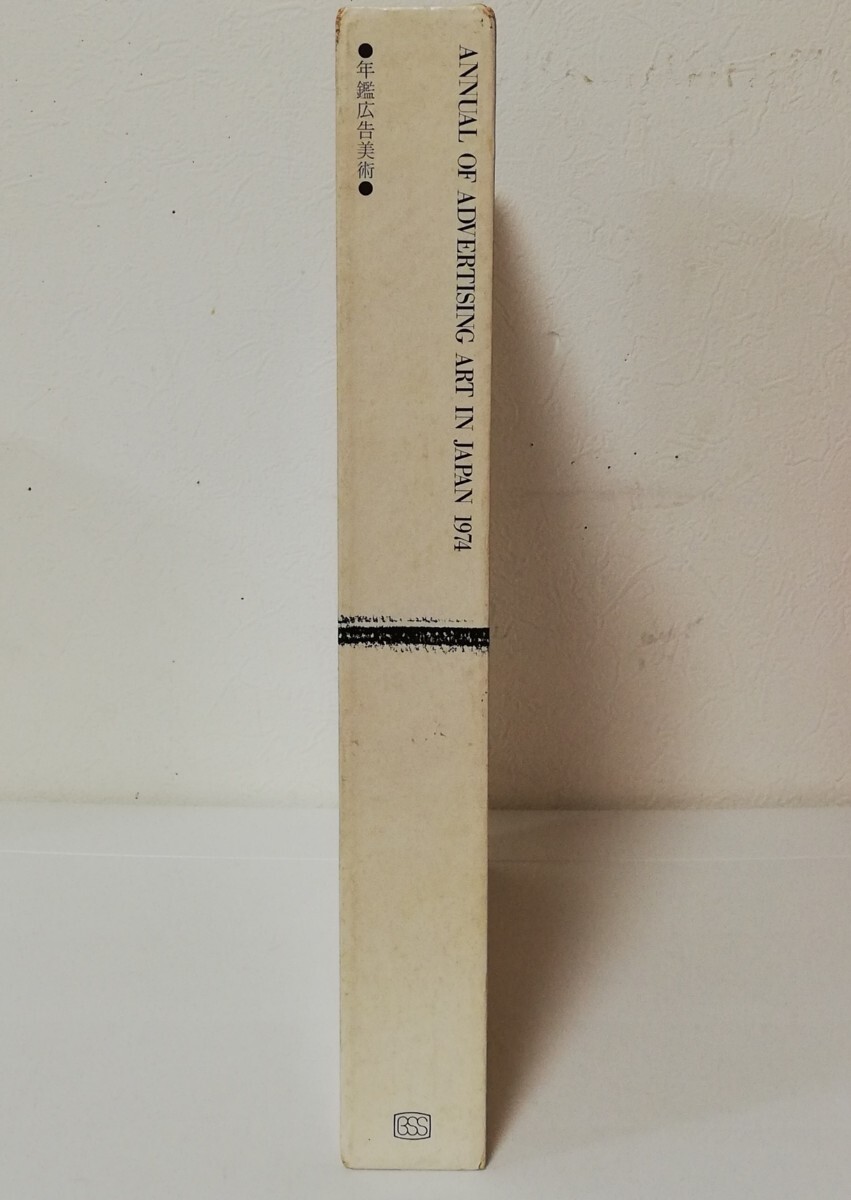 ANNUAL OF ADVERTISING ART IN JAPAN 1974
●年鑑広告美術●
BSS